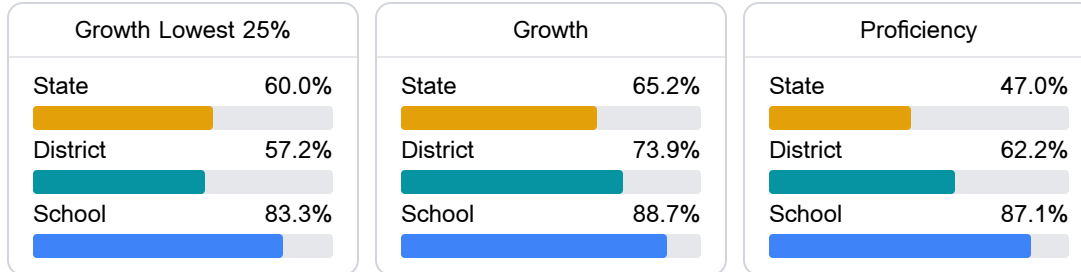 Growth Lowest 25%
State 60.0%
District 57.2%
School 83.3%
Growth
State 65.2%
District 73.9%
School 88.7%
Proficiency
State 47.0%
District 62.2%
School 87.1%